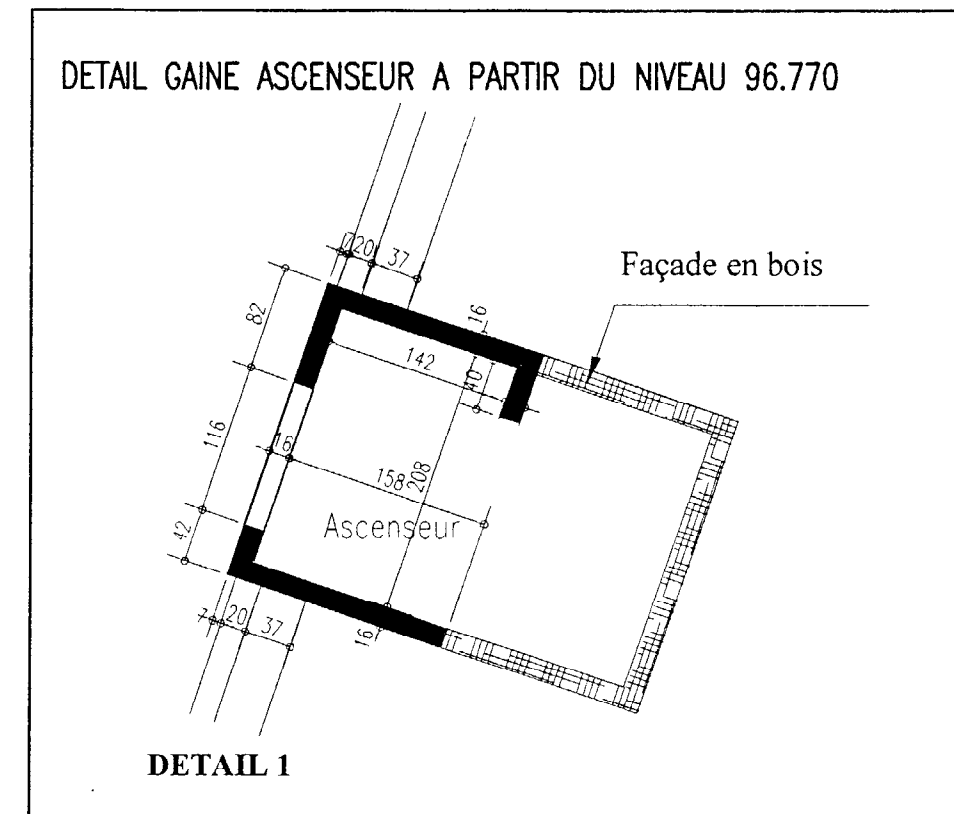 DETAIL GAINE ASCENSEUR A PARTIR DU NIVEAU 96.770
Façade en bois
7 20 37
82
16
142
40
116
16
158
208
Ascenseur
42
7 20 37
16
DETAIL 1